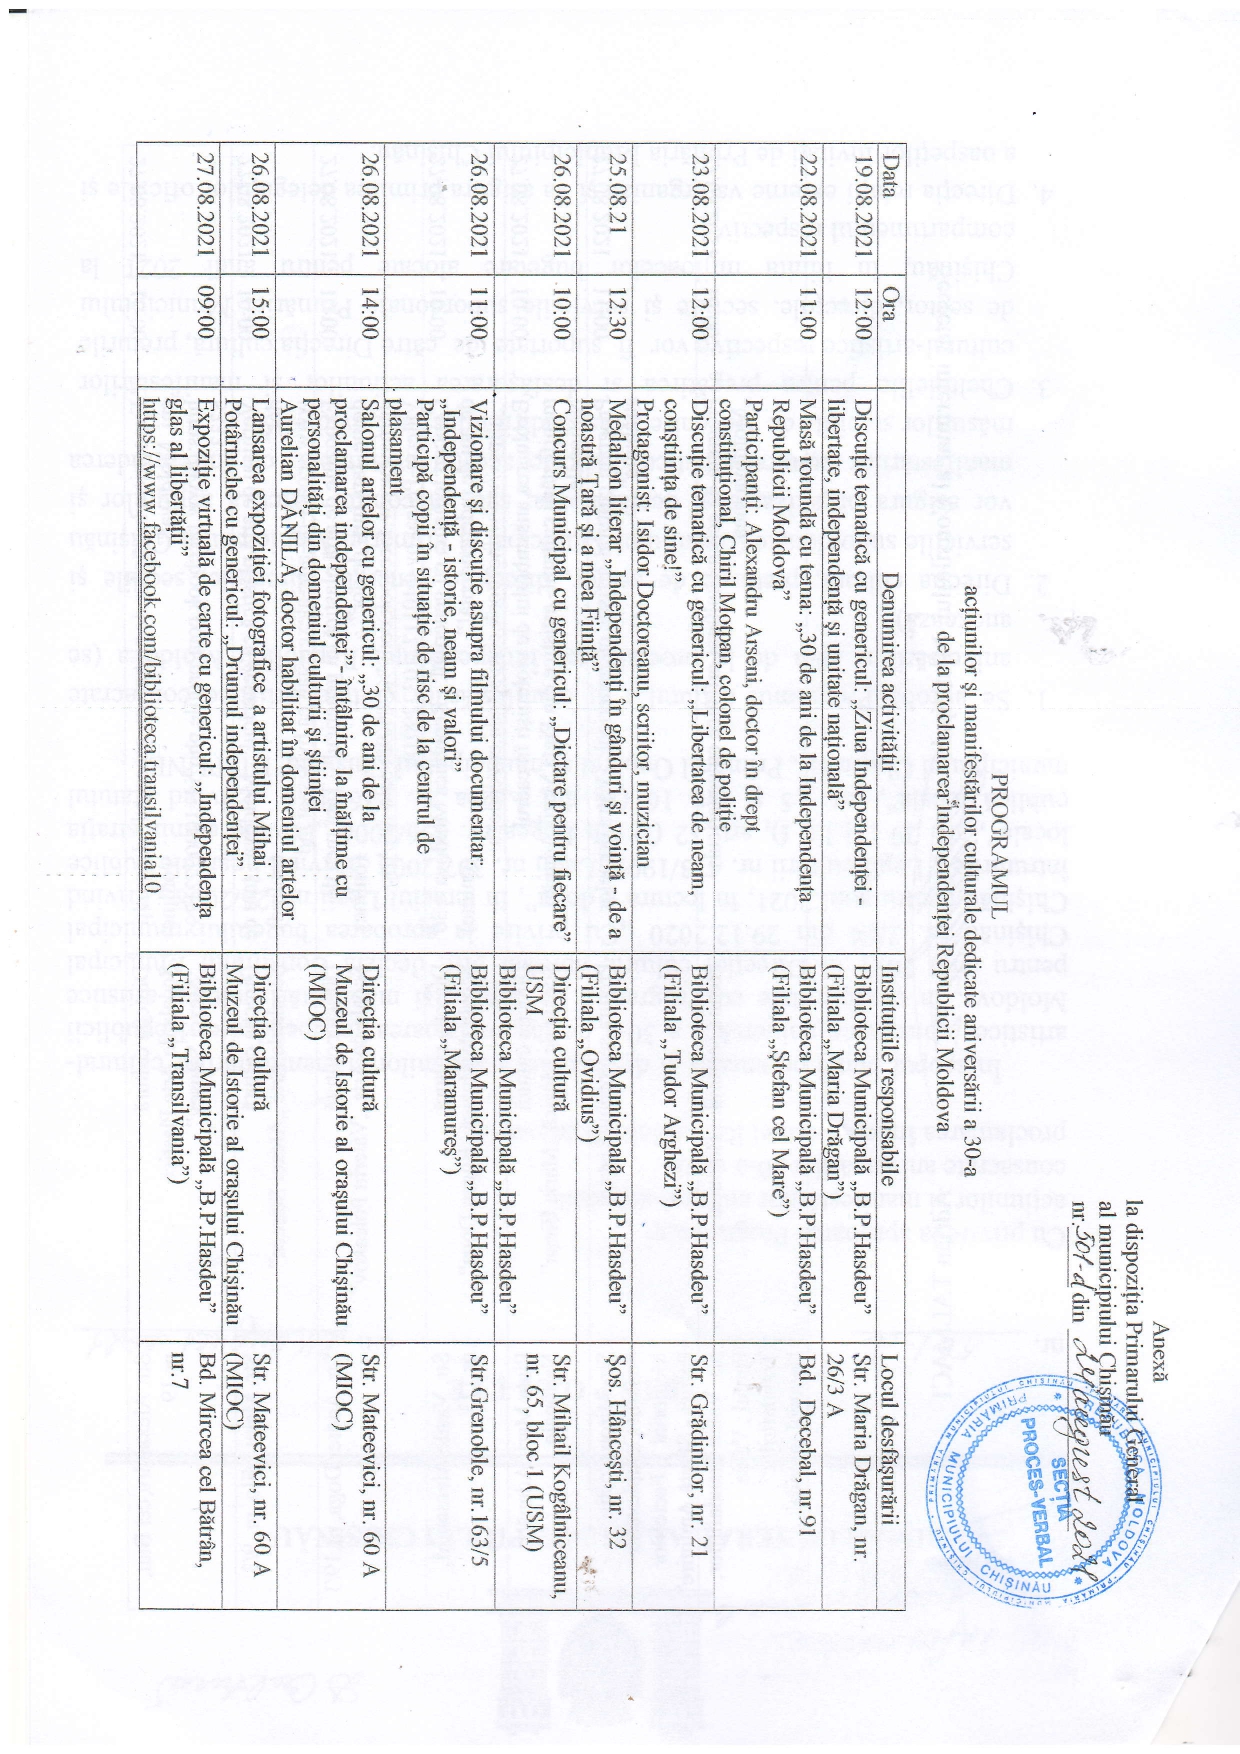 Anexă
la dispoziția Primarului General
al municipiului Chișinău
nr. 501-d din 24 august 2021
REPUBLICA MOLDOVA
PRIMĂRIA MUNICIPIULUI CHIȘINĂU
SECȚIA
PROCES-VERBAL
PROGRAMUL
acțiunilor și manifestărilor culturale dedicate aniversării a 30-a
de la proclamarea Independenței Republicii Moldova
Data Ora Denumirea activității Instituțiile responsabile Locul desfășurării
19.08.2021 12:00 Discuție tematică cu genericul: „Ziua Independenței - Biblioteca Municipală „B.P.Hasdeu” Str. Maria Drăgan, nr.
libertate, independență și unitate națională” (Filiala „Maria Drăgan”) 26/3 A
22.08.2021 11:00 Masă rotundă cu tema: „30 de ani de la Independența Biblioteca Municipală „B.P.Hasdeu” Bd. Decebal, nr.91
Republicii Moldova” (Filiala „Ștefan cel Mare”)
Participanți: Alexandru Arseni, doctor în drept
constituțional, Chiril Moțpan, colonel de poliție
23.08.2021 12:00 Discuție tematică cu genericul: „Libertatea de neam, Biblioteca Municipală „B.P.Hasdeu” Str. Grădinilor, nr. 21
conștiința de sine!” (Filiala „Tudor Arghezi”)
Protagonist: Isidor Doctoreanu, scriitor, muzician
25.08.21 12:30 Medalion literar „Independenți în gânduri și voință - de a Biblioteca Municipală „B.P.Hasdeu” Șos. Hâncești, nr. 32
noastră Țară și a mea Ființă” (Filiala „Ovidius”)
26.08.2021 10:00 Concurs Municipal cu genericul: „Dictare pentru fiecare” Direcția cultură Str. Mihail Kogâlniceanu,
USM nr. 65, bloc 1 (USM)
Biblioteca Municipală „B.P.Hasdeu”
26.08.2021 11:00 Vizionare și discuție asupra filmului documentar: Biblioteca Municipală „B.P.Hasdeu” Str.Grenoble, nr.163/5
„Independență - istorie, neam și valori” (Filiala „Maramureș”)
Participă copii în situație de risc de la centrul de
plasament
26.08.2021 14:00 Salonul artelor cu genericul: „30 de ani de la Direcția cultură Str. Mateevici, nr. 60 A
proclamarea independenței”- întâlnire la înălțime cu Muzeul de Istorie al orașului Chișinău (MIOC)
personalități din domeniul culturii și științei (MIOC)
Aurelian DĂNILĂ, doctor habilitat în domeniul artelor
26.08.2021 15:00 Lansarea expoziției fotografice a artistului Mihai Direcția cultură Str. Mateevici, nr. 60 A
Potârniche cu genericul: „Drumul independenței” Muzeul de Istorie al orașului Chișinău (MIOC)
27.08.2021 09:00 Expoziție virtuală de carte cu genericul: „Independența Biblioteca Municipală „B.P.Hasdeu” Bd. Mircea cel Bătrân,
glas al libertății” (Filiala „Transilvania”) nr.7
https://www.facebook.com/biblioteca.transilvania10